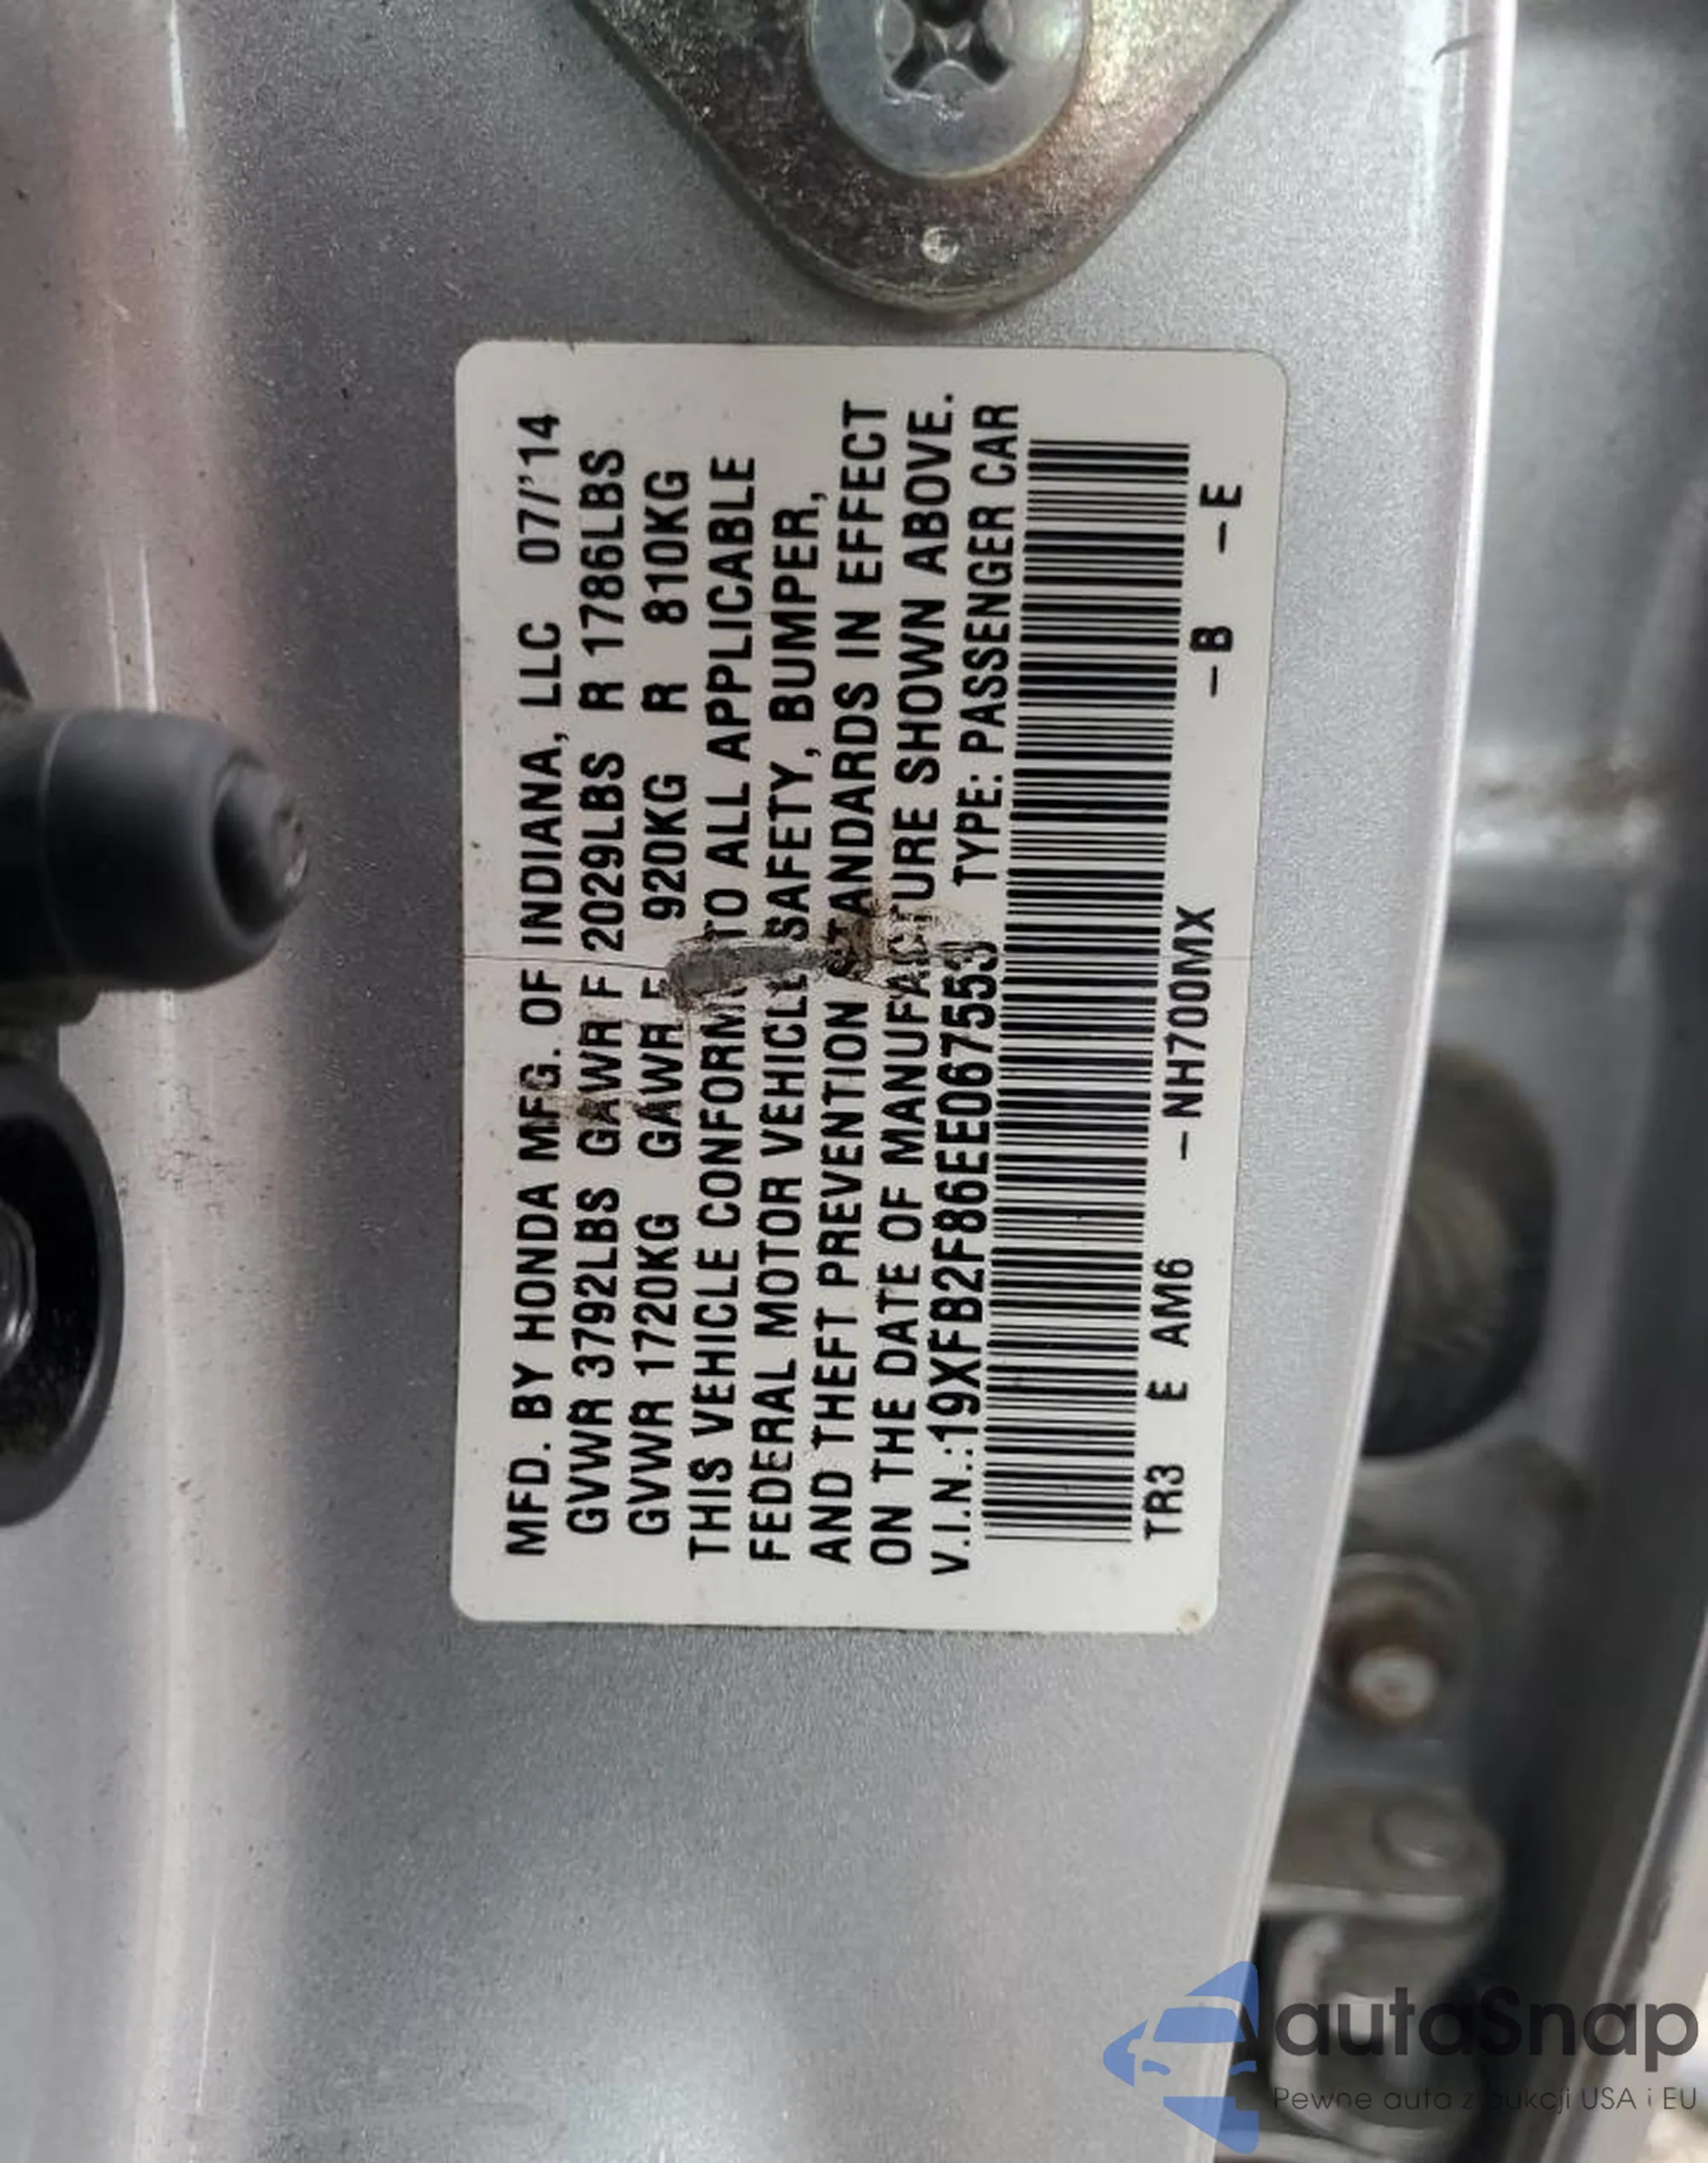 MFD. BY HONDA MFG. OF INDIANA, LLC 07/'14
GVWR 3792LBS GAWR F 2029LBS R 1786LBS
GVWR 1720KG GAWR F 920KG R 810KG
THIS VEHICLE CONFORMS TO ALL APPLICABLE
FEDERAL MOTOR VEHICLE SAFETY, BUMPER,
AND THEFT PREVENTION STANDARDS IN EFFECT
ON THE DATE OF MANUFACTURE SHOWN ABOVE.
V.I.N.:19XFB2F86EE067553 TYPE: PASSENGER CAR
TR3 E AM6 -NH700MX -B -E
autaSnap
Pewne auta z aukcji USA i EU